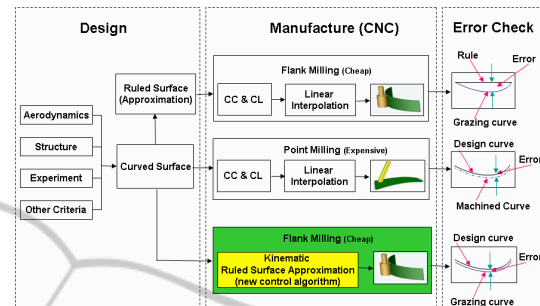 Design
Manufacture (CNC)
Error Check
Aerodynamics
Structure
Experiment
Other Criteria
Ruled Surface
(Approximation)
Curved Surface
Flank Milling (Cheap)
CC & CL
Linear
Interpolation
Point Milling (Expensive)
CC & CL
Linear
Interpolation
Flank Milling (Cheap)
Kinematic
Ruled Surface Approximation
(new control algorithm)
Rule
Error
Grazing curve
Design curve
Error
Machined Curve
Design curve
Error
Grazing curve